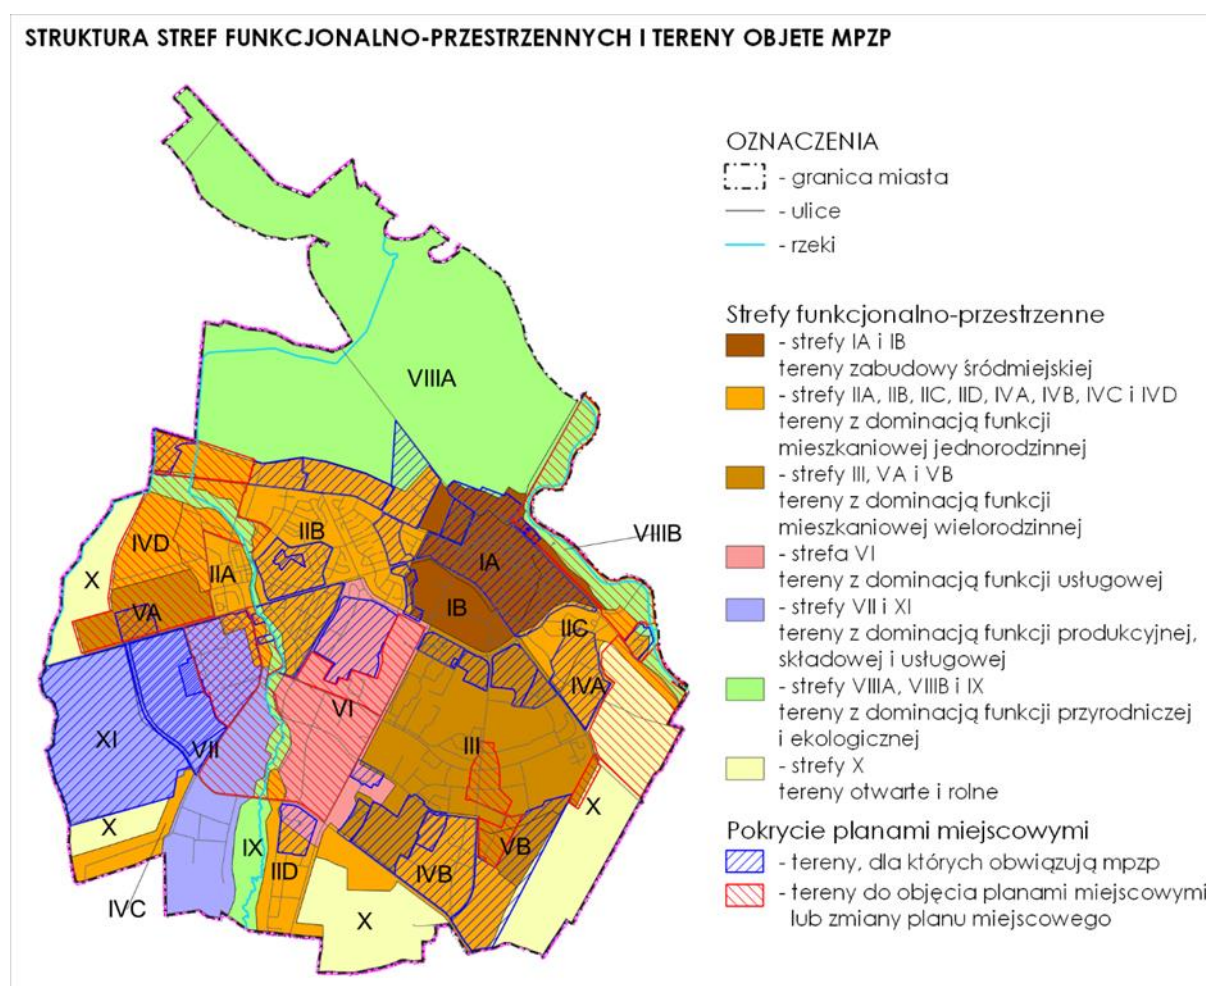 STRUKTURA STREF FUNKCJONALNO-PRZESTRZENNYCH I TERENY OBJETE MPZP
OZNACZENIA
- granica miasta
- ulice
- rzeki
Strefy funkcjonalno-przestrzenne
- strefy IA i IB
tereny zabudowy śródmiejskiej
- strefy IIA, IIB, IIC, IID, IVA, IVB, IVC i IVD
tereny z dominacją funkcji
mieszkaniowej jednorodzinnej
- strefy III, VA i VB
tereny z dominacją funkcji
mieszkaniowej wielorodzinnej
- strefa VI
tereny z dominacją funkcji usługowej
- strefy VII i XI
tereny z dominacją funkcji produkcyjnej,
składowej i usługowej
- strefy VIIIA, VIIIB i IX
tereny z dominacją funkcji przyrodniczej
i ekologicznej
- strefy X
tereny otwarte i rolne
Pokrycie planami miejscowymi
- tereny, dla których obwiązują mpzp
- tereny do objęcia planami miejscowymi
lub zmiany planu miejscowego
VIIIA
VIIIB
IIB
IVD
IA
X
IIA
IB
VA
IIC
IVA
VI
XI
VII
III
X
X
IX
VB
IID
IVB
IVC
X